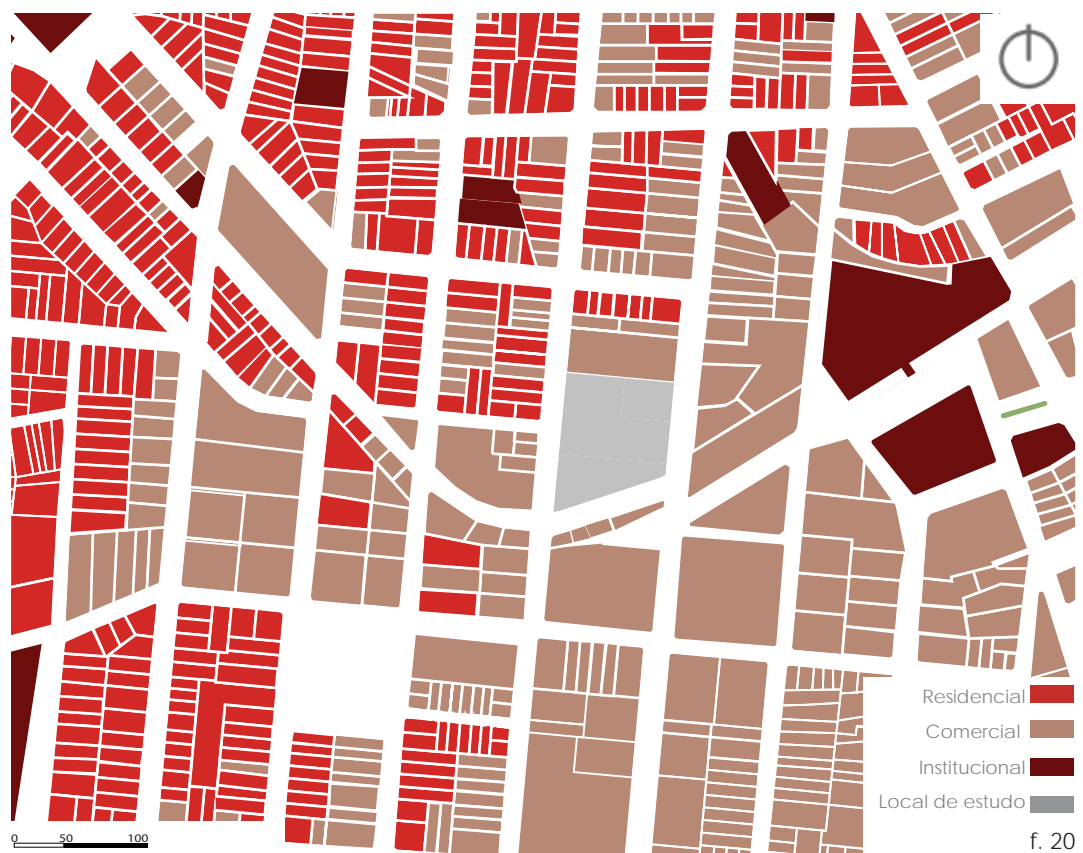 Residencial
Comercial
Institucional
Local de estudo
0 50 100
f. 20